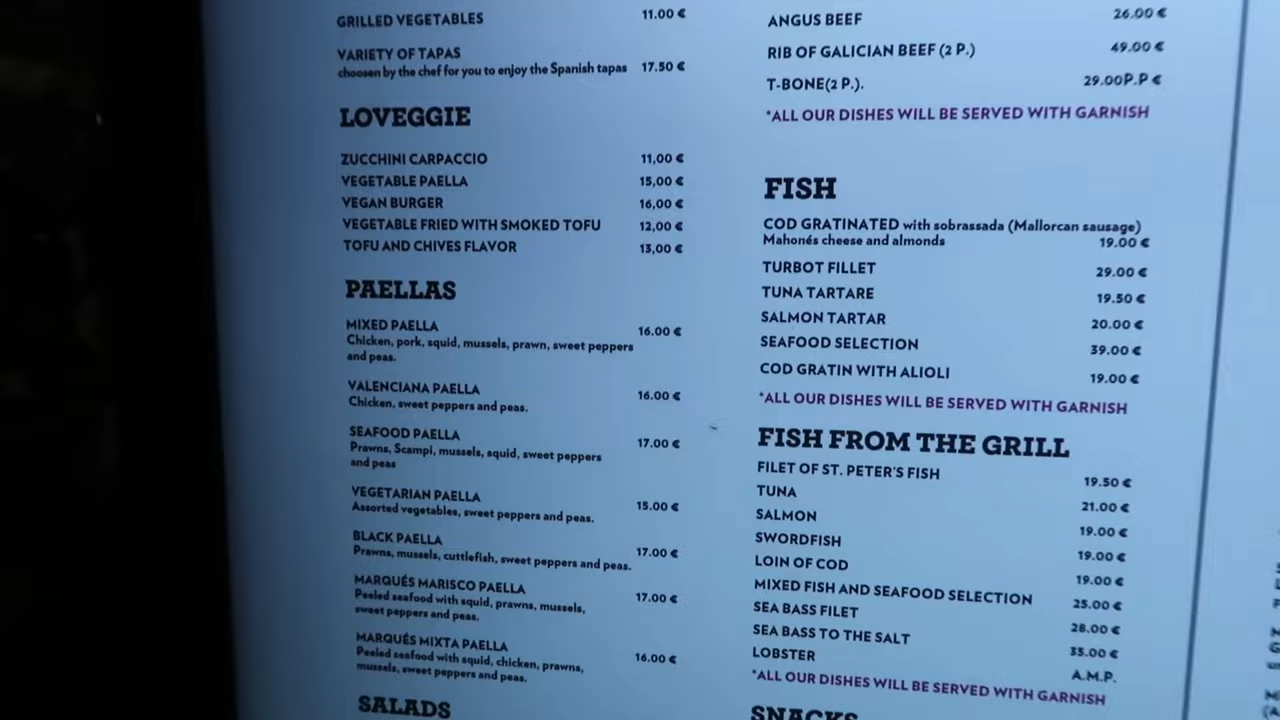 GRILLED VEGETABLES 11.00 €
VARIETY OF TAPAS
choosen by the chef for you to enjoy the Spanish tapas 17.50 €
LOVEGGIE
ZUCCHINI CARPACCIO 11,00 €
VEGETABLE PAELLA 15,00 €
VEGAN BURGER 16,00 €
VEGETABLE FRIED WITH SMOKED TOFU 12,00 €
TOFU AND CHIVES FLAVOR 13,00 €
PAELLAS
MIXED PAELLA 16.00 €
Chicken, pork, squid, mussels, prawn, sweet peppers
and peas.
VALENCIANA PAELLA 16.00 €
Chicken, sweet peppers and peas.
SEAFOOD PAELLA 17.00 €
Prawns, Scampi, mussels, squid, sweet peppers
and peas
VEGETARIAN PAELLA 15.00 €
Assorted vegetables, sweet peppers and peas.
BLACK PAELLA 17.00 €
Prawns, mussels, cuttlefish, sweet peppers and peas.
MARQUÉS MARISCO PAELLA 17.00 €
Peeled seafood with squid, prawns, mussels,
sweet peppers and peas.
MARQUÉS MIXTA PAELLA 16.00 €
Peeled seafood with squid, chicken, prawns,
mussels, sweet peppers and peas.
SALADS
ANGUS BEEF 26.00 €
RIB OF GALICIAN BEEF (2 P.) 49.00 €
T-BONE(2 P.). 29.00P.P €
*ALL OUR DISHES WILL BE SERVED WITH GARNISH
FISH
COD GRATINATED with sobrassada (Mallorcan sausage)
Mahonés cheese and almonds 19.00 €
TURBOT FILLET 29.00 €
TUNA TARTARE 19.50 €
SALMON TARTAR 20.00 €
SEAFOOD SELECTION 39.00 €
COD GRATIN WITH ALIOLI 19.00 €
*ALL OUR DISHES WILL BE SERVED WITH GARNISH
FISH FROM THE GRILL
FILET OF ST. PETER'S FISH 19.50 €
TUNA 21.00 €
SALMON 19.00 €
SWORDFISH 19.00 €
LOIN OF COD 19.00 €
MIXED FISH AND SEAFOOD SELECTION 25.00 €
SEA BASS FILET 28.00 €
SEA BASS TO THE SALT 35.00 €
LOBSTER A.M.P.
*ALL OUR DISHES WILL BE SERVED WITH GARNISH
SNACKS